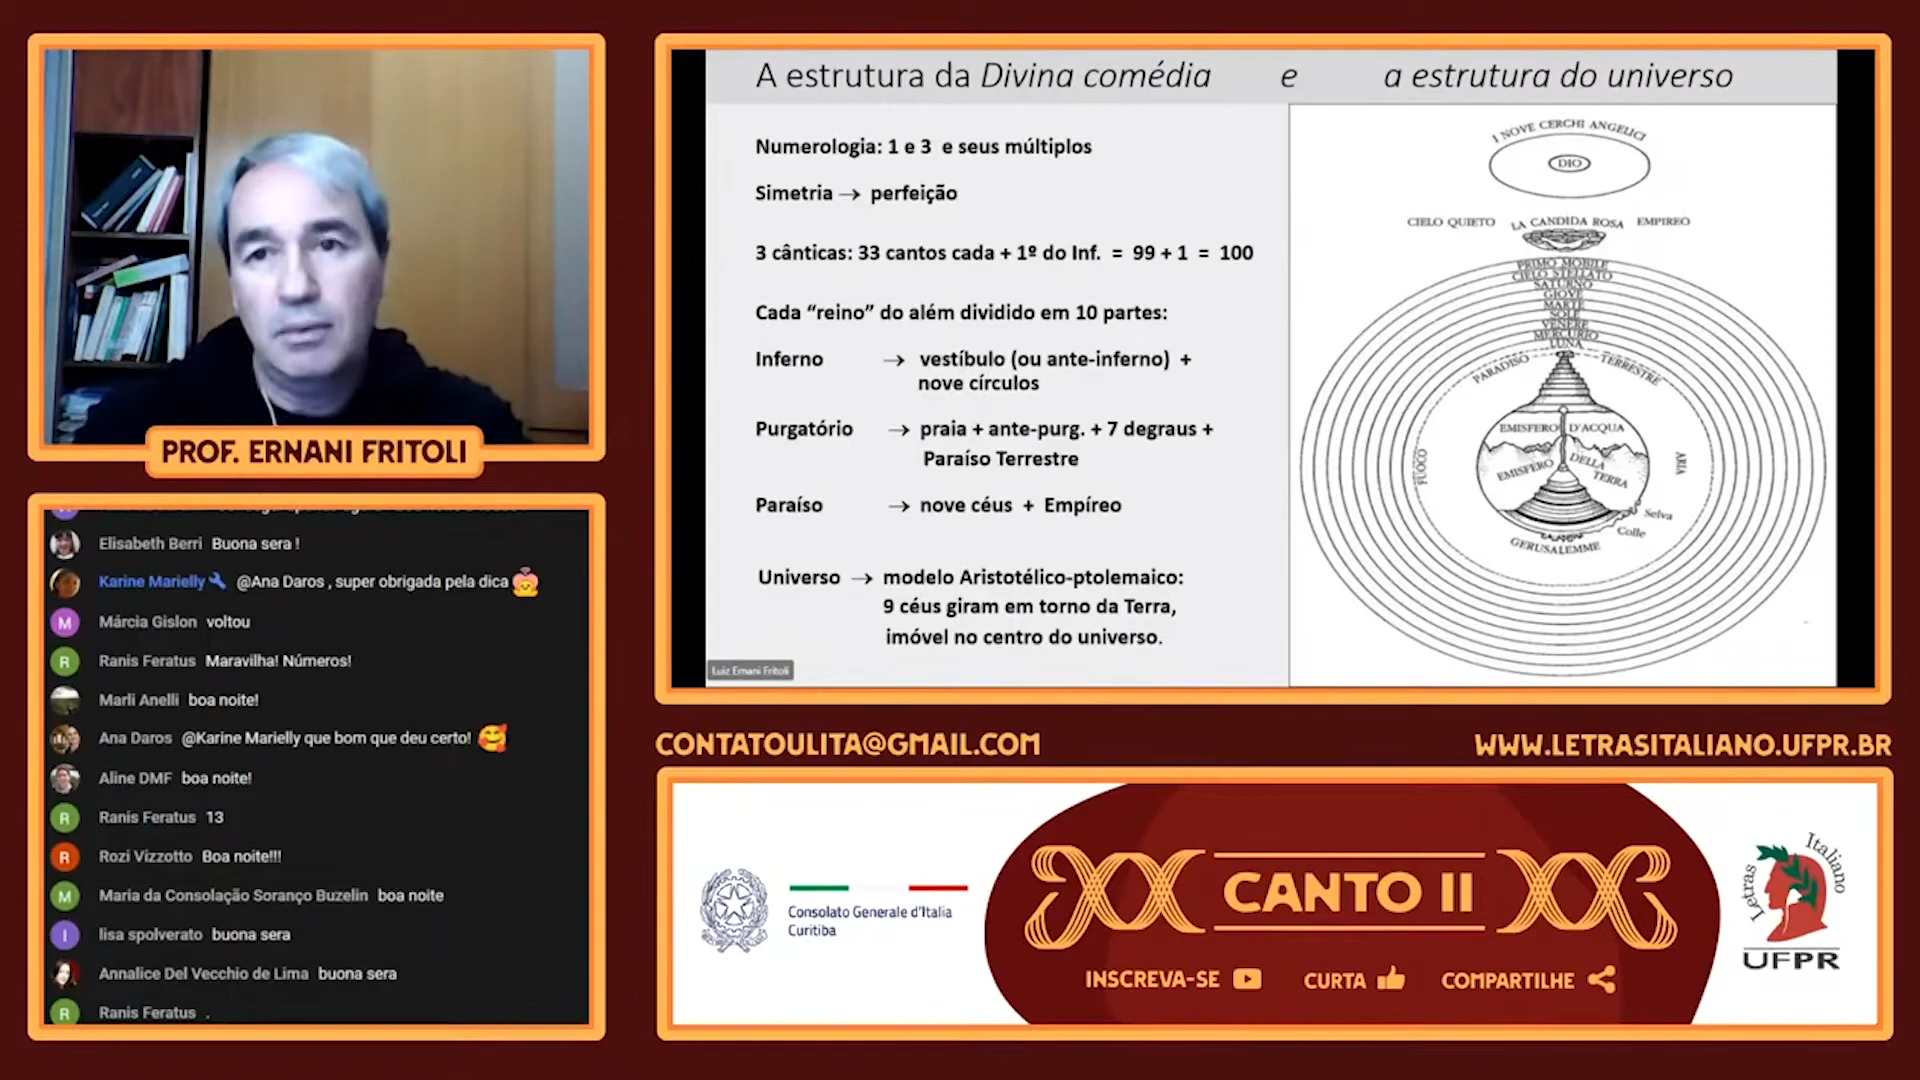 PROF. ERNANI FRITOLI
Elisabeth Berri Buona sera !
Karine Marielly @Ana Daros , super obrigada pela dica
M Márcia Gislon voltou
R Ranis Feratus Maravilha! Números!
Marli Anelli boa noite!
Ana Daros @Karine Marielly que bom que deu certo!
Aline DMF boa noite!
R Ranis Feratus 13
R Rozi Vizzotto Boa noite!!!
M Maria da Consolação Soranço Buzelin boa noite
I lisa spolverato buona sera
Annalice Del Vecchio de Lima buona sera
R Ranis Feratus .
A estrutura da Divina comédia e a estrutura do universo
Numerologia: 1 e 3 e seus múltiplos
Simetria → perfeição
3 cânticas: 33 cantos cada + 1º do Inf. = 99 + 1 = 100
Cada “reino” do além dividido em 10 partes:
Inferno → vestíbulo (ou ante-inferno) +
nove círculos
Purgatório → praia + ante-purg. + 7 degraus +
Paraíso Terrestre
Paraíso → nove céus + Empíreo
Universo → modelo Aristotélico-ptolemaico:
9 céus giram em torno da Terra,
imóvel no centro do universo.
Luiz Ernani Fritoli
I NOVE CERCHI ANGELICI
DIO
CIELO QUIETO LA CANDIDA ROSA EMPIREO
PRIMO MOBILE
CIELO STELLATO
SATURNO
GIOVE
MARTE
SOLE
VENERE
MERCURIO
LUNA
PARADISO TERRESTRE
EMISFERO D'ACQUA
EMISFERO DELLA TERRA
FUOCO
ARIA
Selva
Colle
GERUSALEMME
CONTATOULITA@GMAIL.COM
WWW.LETRASITALIANO.UFPR.BR
Consolato Generale d'Italia
Curitiba
CANTO II
INSCREVA-SE CURTA COMPARTILHE
Letras Italiano
UFPR